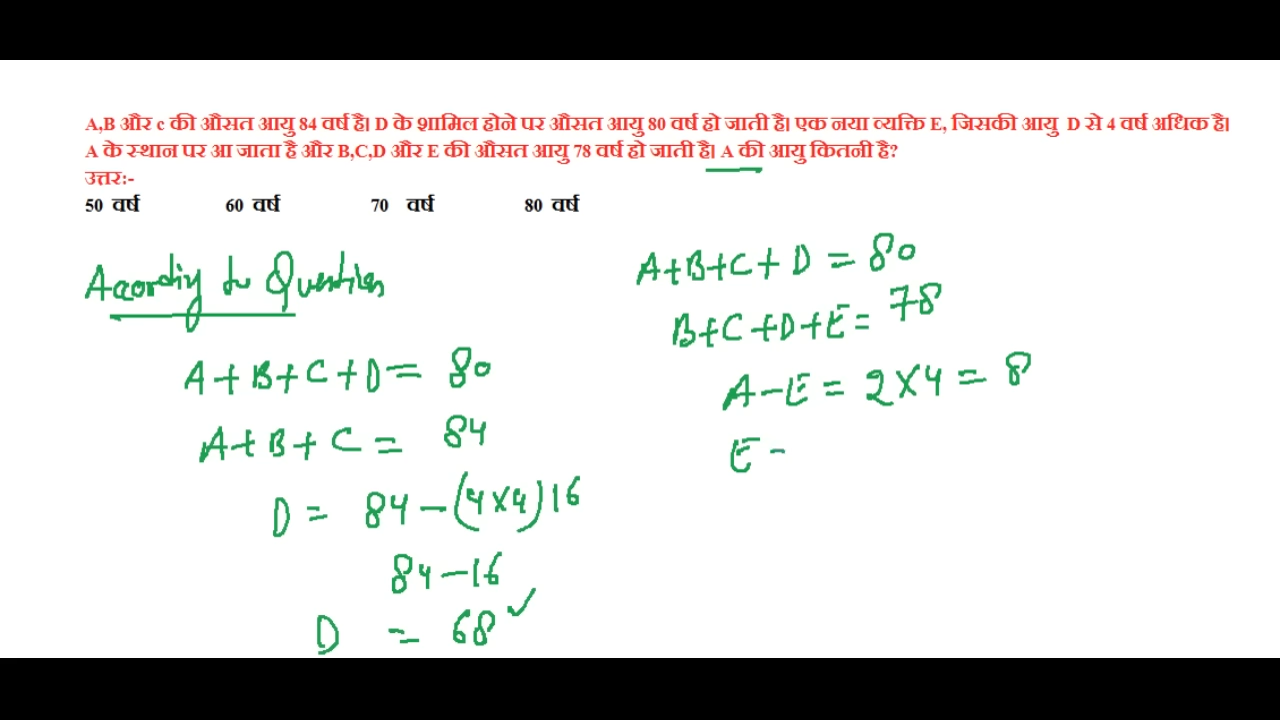 A,B और c की औसत आयु 84 वर्ष है। D के शामिल होने पर औसत आयु 80 वर्ष हो जाती है। एक नया व्यक्ति E, जिसकी आयु D से 4 वर्ष अधिक है।
A के स्थान पर आ जाता है और B,C,D और E की औसत आयु 78 वर्ष हो जाती है। A की आयु कितनी है?
उत्तरः-
50 वर्ष 60 वर्ष 70 वर्ष 80 वर्ष
Acording to Question
A+B+C+D = 80
A+B+C = 84
D = 84-(4×4)16
84-16
D = 68 ✓
A+B+C+D = 80
B+C+D+E = 78
A-E = 2×4 = 8
E -